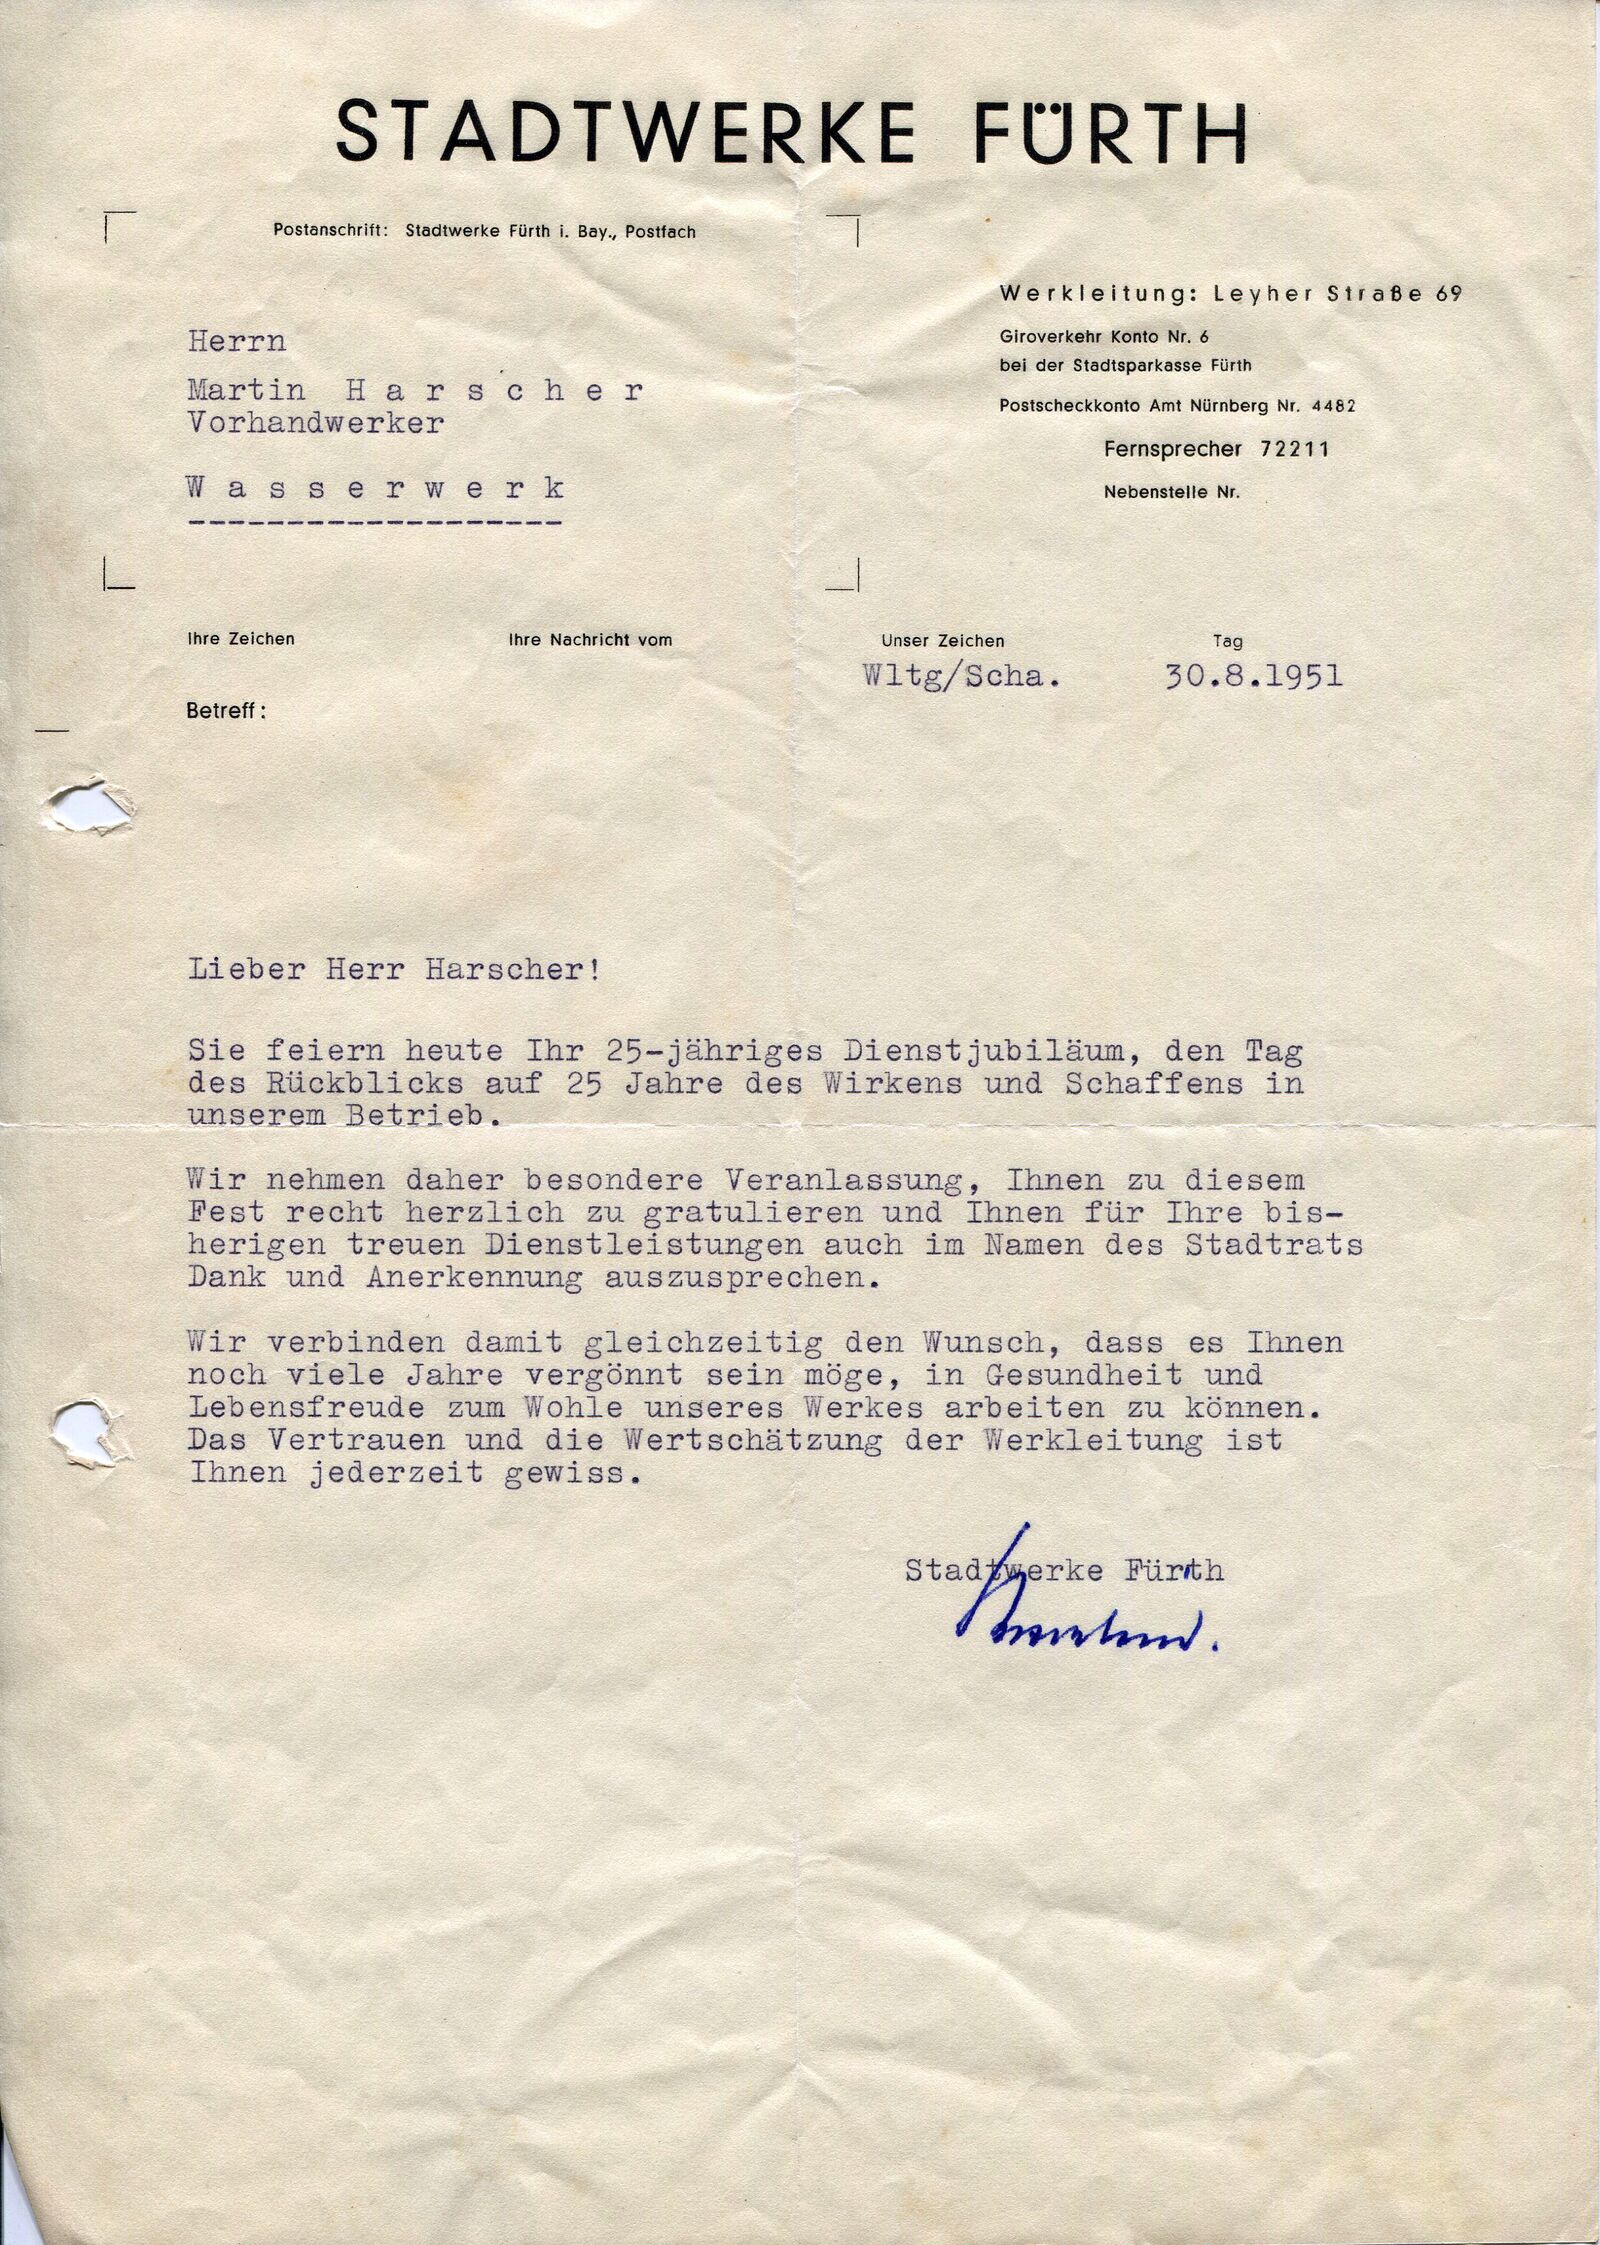 STADTWERKE FÜRTH
Postanschrift: Stadtwerke Fürth i. Bay., Postfach
Werkleitung: Leyher Straße 69
Giroverkehr Konto Nr. 6
bei der Stadtsparkasse Fürth
Postscheckkonto Amt Nürnberg Nr. 4482
Fernsprecher 72211
Nebenstelle Nr.
Herrn
Martin H a r s c h e r
Vorhandwerker
W a s s e r w e r k
-------------------
Ihre Zeichen Ihre Nachricht vom Unser Zeichen Tag
Wltg/Scha. 30.8.1951
Betreff:
Lieber Herr Harscher!
Sie feiern heute Ihr 25-jähriges Dienstjubiläum, den Tag
des Rückblicks auf 25 Jahre des Wirkens und Schaffens in
unserem Betrieb.
Wir nehmen daher besondere Veranlassung, Ihnen zu diesem
Fest recht herzlich zu gratulieren und Ihnen für Ihre bis-
herigen treuen Dienstleistungen auch im Namen des Stadtrats
Dank und Anerkennung auszusprechen.
Wir verbinden damit gleichzeitig den Wunsch, dass es Ihnen
noch viele Jahre vergönnt sein möge, in Gesundheit und
Lebensfreude zum Wohle unseres Werkes arbeiten zu können.
Das Vertrauen und die Wertschätzung der Werkleitung ist
Ihnen jederzeit gewiss.
Stadtwerke Fürth